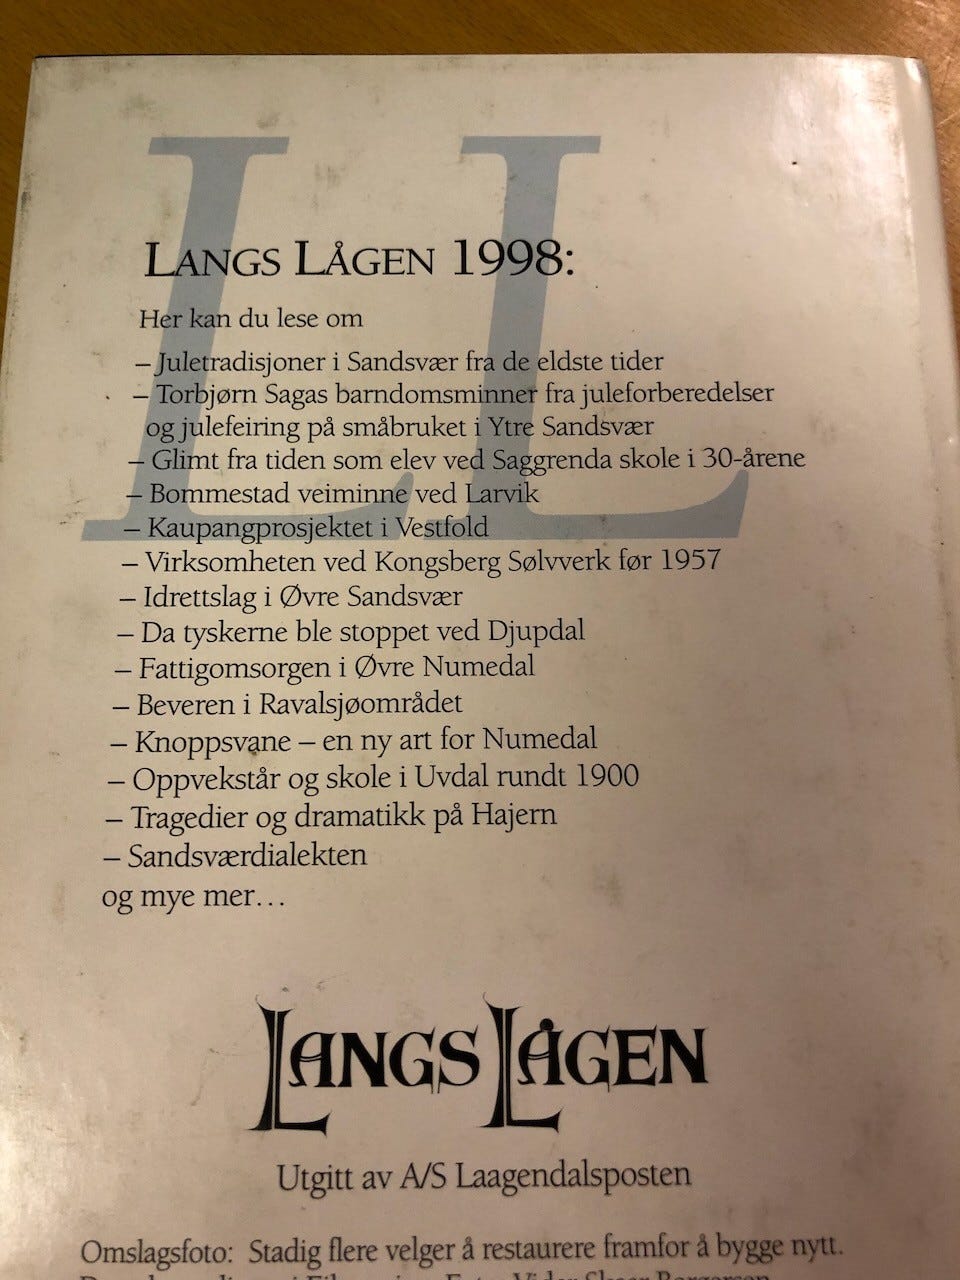 LL
LANGS LÅGEN 1998:
Her kan du lese om
– Juletradisjoner i Sandsvær fra de eldste tider
– Torbjørn Sagas barndomsminner fra juleforberedelser
og julefeiring på småbruket i Ytre Sandsvær
– Glimt fra tiden som elev ved Saggrenda skole i 30-årene
– Bommestad veiminne ved Larvik
– Kaupangprosjektet i Vestfold
– Virksomheten ved Kongsberg Sølvverk før 1957
– Idrettslag i Øvre Sandsvær
– Da tyskerne ble stoppet ved Djupdal
– Fattigomsorgen i Øvre Numedal
– Beveren i Ravalsjøområdet
– Knoppsvane – en ny art for Numedal
– Oppvekstår og skole i Uvdal rundt 1900
– Tragedier og dramatikk på Hajern
– Sandsværdialekten
og mye mer...
LANGS LÅGEN
Utgitt av A/S Laagendalsposten
Omslagsfoto: Stadig flere velger å restaurere framfor å bygge nytt.